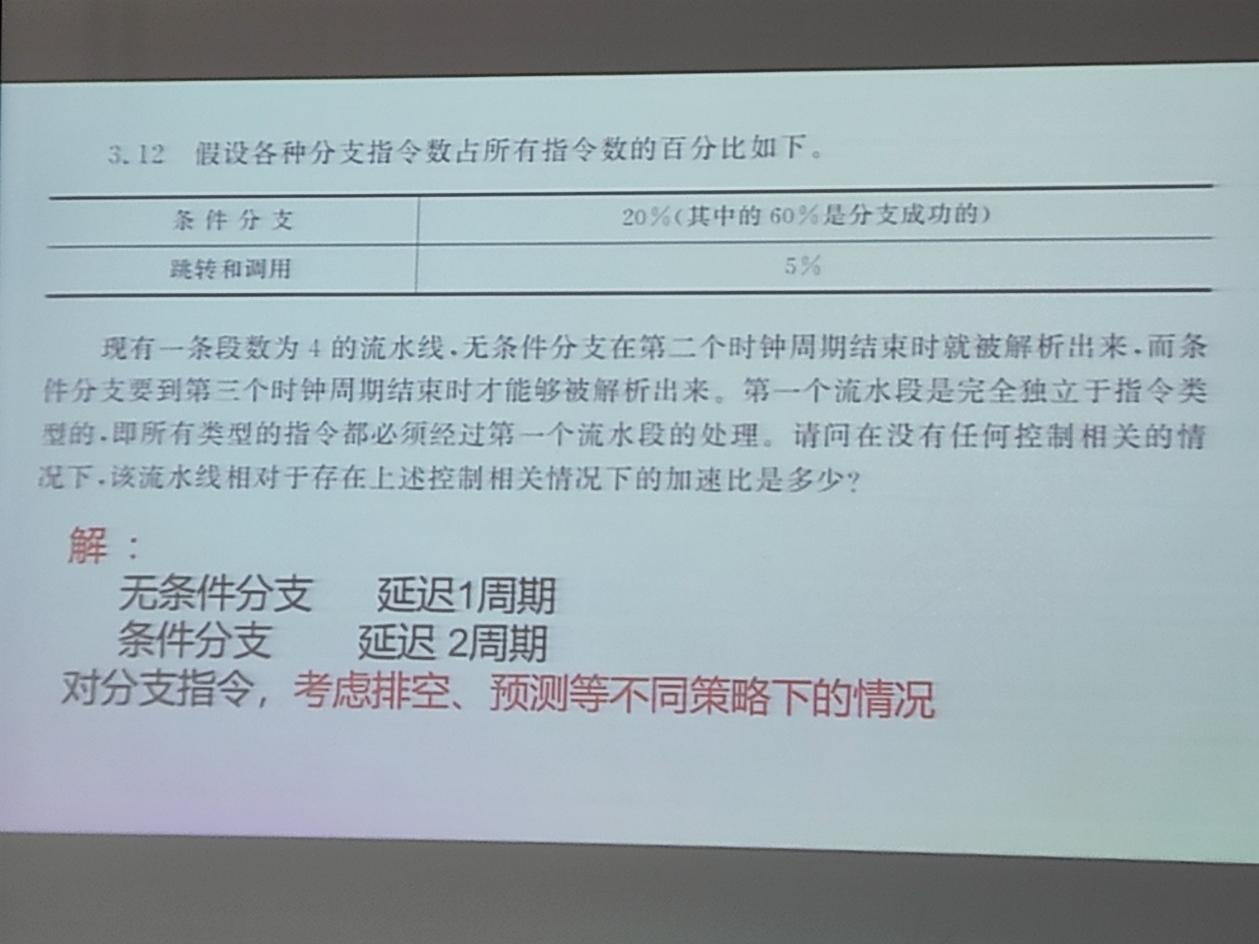 3.12 假设各种分支指令数占所有指令数的百分比如下。
条件分支 20%(其中的 60%是分支成功的)
跳转和调用 5%
现有一条段数为 4 的流水线,无条件分支在第二个时钟周期结束时就被解析出来,而条
件分支要到第三个时钟周期结束时才能够被解析出来。第一个流水段是完全独立于指令类
型的,即所有类型的指令都必须经过第一个流水段的处理。请问在没有任何控制相关的情
况下,该流水线相对于存在上述控制相关情况下的加速比是多少?
解:
无条件分支 延迟1周期
条件分支 延迟 2周期
对分支指令,考虑排空、预测等不同策略下的情况